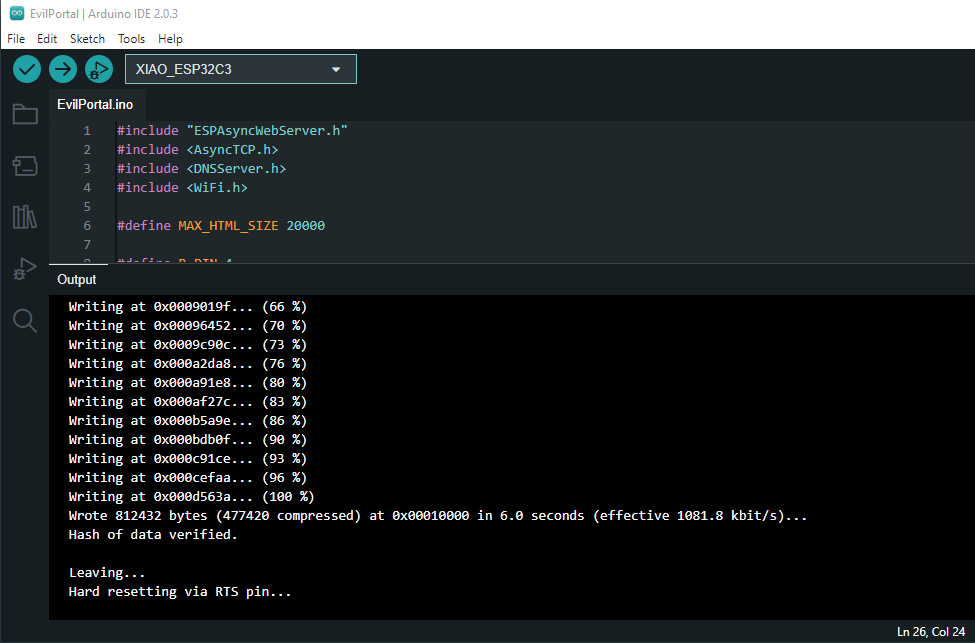 EvilPortal | Arduino IDE 2.0.3
File Edit Sketch Tools Help
XIAO_ESP32C3
EvilPortal.ino
1 #include "ESPAsyncWebServer.h"
2 #include <AsyncTCP.h>
3 #include <DNSServer.h>
4 #include <WiFi.h>
5
6 #define MAX_HTML_SIZE 20000
7
8 #define B_PIN 4
Output
Writing at 0x0009019f... (66 %)
Writing at 0x00096452... (70 %)
Writing at 0x0009c90c... (73 %)
Writing at 0x000a2da8... (76 %)
Writing at 0x000a91e8... (80 %)
Writing at 0x000af27c... (83 %)
Writing at 0x000b5a9e... (86 %)
Writing at 0x000bdb0f... (90 %)
Writing at 0x000c91ce... (93 %)
Writing at 0x000cefaa... (96 %)
Writing at 0x000d563a... (100 %)
Wrote 812432 bytes (477420 compressed) at 0x00010000 in 6.0 seconds (effective 1081.8 kbit/s)...
Hash of data verified.

Leaving...
Hard resetting via RTS pin...
Ln 26, Col 24